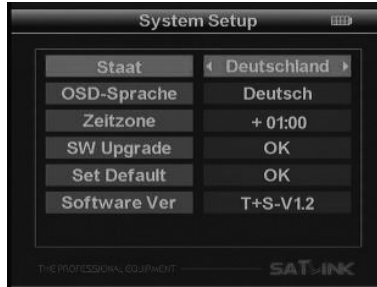 System Setup
Staat Deutschland
OSD-Sprache Deutsch
Zeitzone + 01:00
SW Upgrade OK
Set Default OK
Software Ver T+S-V1.2
THE PROFESSIONAL EQUIPMENT SATLINK